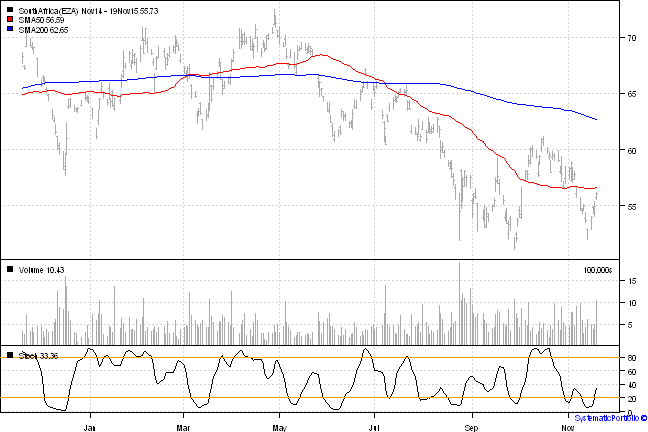 SouthAfrica(EZA) Nov14 - 19Nov15 55.73
SMA50 56.59
SMA200 62.65
70
65
60
55
Volume 10.43
100,000s
15
10
5
Stoch 33.36
80
60
40
20
0
Jan Mar May Jul Sep Nov
SystematicPortfolio ©